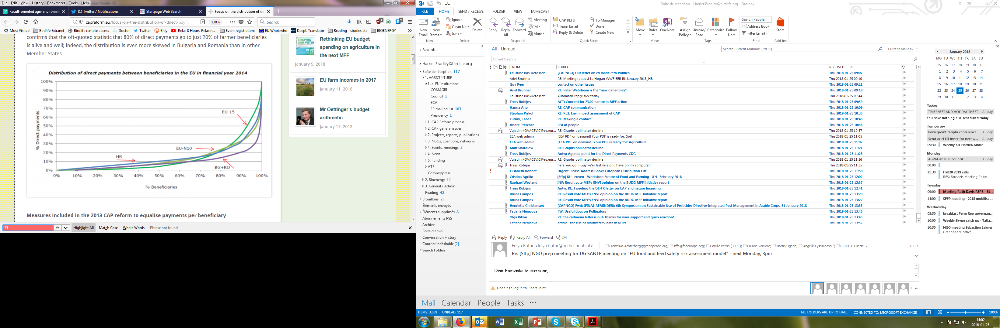 File Edit View History Bookmarks Tools Help
Result-oriented agri-environme
(1) Twitter / Notifications
Startpage Web Search
Focus on the distribution of dir
capreform.eu/focus-on-the-distribution-of-direct-paym
130%
Search
Most Visited Birdlife Extranet Birdlife remote access Doctor Twitter Bitly Relax 8 Hours-Relaxin... Event registrations EU Whoiswho DeepL Translator Reading - studies etc BIOENERGY
confirms that the oft-quoted statistic that 80% of direct payments go to just 20% of farmer beneficiaries
is alive and well; indeed, the distribution is even more skewed in Bulgaria and Romania than in other
Member States.
Distribution of direct payments between beneficiaries in the EU in financial year 2014
100%
90%
80%
70%
60%
50%
40%
30%
20%
10%
0%
% Direct payments
EU-15
EU-N10
HR
BG+RO
0% 10% 20% 30% 40% 50% 60% 70% 80% 90% 100%
% Beneficiaries
Measures included in the 2013 CAP reform to equalise payments per beneficiary
SHAPING
OUR FUTUR
Rethinking EU budget
spending on agriculture in
the next MFF
January 9, 2018
EU farm incomes in 2017
January 11, 2018
Mr Oettinger's budget
arithmetic
January 17, 2018
35
Highlight All Match Case Whole Words Phrase not found
Boîte de réception - Harriet.Bradley@birdlife.org - Outlook
FILE HOME SEND / RECEIVE FOLDER VIEW MIMECAST
New Email
New Items
New
Ignore
Clean Up
Junk
Delete
Delete
Reply
Reply All
Forward
Meeting
IM
More
Respond
CAP REFIT
Team Email
Reply & Delete
To Manager
Done
Create New
Quick Steps
Move
Rules
OneNote
Move
Assign Policy
Unread/ Read
Categorize
Follow Up
Tags
Search People
Address Book
Filter Email
Find
Store
Add-ins
Favorites
Harriet.Bradley@birdlife.org
Boîte de réception 117
1. AGRICULTURE
1. a. EU institutions
COMAGRI
Council 1
ECA
EP mailing list 107
Presidency 1
1. CAP Reform process
2. CAP general issues
2. Projects, reports, publications
3. NGOs, coalitions, networks
4. Events, meetings 2
4. News
5. Funding
ATF
Comms/press
2. Bioenergy 11
3. General / Admin
Reading 42
Brouillons [2]
Éléments envoyés
Éléments supprimés 8
Abonnements RSS
Archive
Boîte d'envoi
Conversation History
Courrier indésirable [2]
Search Folders
All Unread
Search Current Mailbox (Ctrl+E)
Current Mailbox
Smart Search
FROM SUBJECT RECEIVED
Faustine Bas-Defossez [CAPNGO] Our letter on cd made it to Politico Thu 2018-01-25 09:07
Ariel Brunner RE: Meeting request to Hogan WWF EEB BL January 2018_HB Thu 2018-01-25 09:10
Guy Peer contact on other issues Thu 2018-01-25 09:11
Ariel Brunner RE: Peter Wehrheim is the "new Canenbley" Thu 2018-01-25 09:18
Faustine Bas-Defossez Automatic reply: sick today Thu 2018-01-25 09:44
Trees Robijns ACT: Concept for 23.02 nature in MFF action Thu 2018-01-25 09:59
Hanna Aho RE: CAP communication Thu 2018-01-25 10:06
Stephan Piskol RE: RE2: Env. impact assessment of CAP Thu 2018-01-25 10:35
Turrini, Tabea RE: Making a contact Thu 2018-01-25 10:45
Andre Prescher List of people Thu 2018-01-25 10:46
Vujadin.KOVACEVIC@ec.eur... RE: Graphs pollinator decline Thu 2018-01-25 10:57
EEA web admin [EEA PDF on demand] Your PDF is ready for: Soil Thu 2018-01-25 11:05
EEA web admin [EEA PDF on demand] Your PDF is ready for: Agriculture Thu 2018-01-25 11:07
Matt Shardlow RE: Graphs pollinator decline Thu 2018-01-25 11:21
Trees Robijns Antw: Agenda point for the Direct Payments CDG Thu 2018-01-25 11:23
Vujadin.KOVACEVIC@ec.eur... RE: Graphs pollinator decline Thu 2018-01-25 11:26
Trees Robijns here you go! - Guy Pe'er last version I have on my computer! Thu 2018-01-25 11:35
Elisabeth Bonnet Urgent Please-Address Book/ European Distribution List Thu 2018-01-25 11:58
Cristina Agrillo [Sffp] KU Leuven - Workshop Future of Food and Farming - 8-9 February 2018 Thu 2018-01-25 12:02
Raphael Weyland INF: Result vote MEPs ENVI opinion on the BUDG MFF Initiative report Thu 2018-01-25 12:37
Trees Robijns Antw: RE: Tweeting the DE-FR letter on CAP and nature financing Thu 2018-01-25 12:41
Bruna Campos RE: Result vote MEPs ENVI opinion on the BUDG MFF Initiative report Thu 2018-01-25 13:20
Bruna Campos RE: Result vote MEPs ENVI opinion on the BUDG MFF Initiative report Thu 2018-01-25 13:22
Henriette Christensen [CAPNGO] Fwd: (FINAL REMINDER): 6th Symposium on Sustainable Use of Pesticides Directive-Integrated Pest Management in Arable Crops, 31 January 2018 Thu 2018-01-25 13:33
Tatiana Nemcova FW: Useful docs on Pollinators Thu 2018-01-25 13:45
Olga Kikou RE: the cadmium letter is out- thanks for your support and quick reaction! Thu 2018-01-25 13:45
Tatiana Nemcova article - the use of biodiversity data in RDPs Thu 2018-01-25 13:57
Reply Reply All Forward IM
Fulya Batur <fulya.batur@arche-noah.at>
Franziska.Achterberg@greenpeace.org; sffp@foeeurope.org; Camille Perrin (BEUC); Pauline Verrière; Martin Pigeon; 'Angeliki Lyssimachou'; LEROUX Juliette
13:57
Re: [Sffp] NGO prep meeting for DG SANTE meeting on "EU food and feed safety risk assessment model" - next Monday, 3pm
Dear Franziska & everyone,
Unable to log in to: SharePoint.
January 2018
MO TU WE TH FR SA SU
25 26 27 28 29 30 31
1 2 3 4 5 6 7
8 9 10 11 12 13 14
15 16 17 18 19 20 21
22 23 24 25 26 27 28
29 30 31 1 2 3 4
Today
TIMESHEET AND HOLIDAY SHEET All day
You have nothing else scheduled today.
Tomorrow
Powerpoint cariplu conference All day
Send Ariel KIT invite for next w... All day
09:30 Weekly KIT Harriet/Andre
Monday
AGRI-Fisheries council All day
00:00
11:30 H2020 2019 calls
RES: Brussels Meeting Room
Tuesday
09:00 Meeting Ruth Davis RSPB - BL...
14:00 SFFP meeting - 2018 mobilisat...
Wednesday
08:30 breakfast Perm Rep governan...
10:00 Weekly Skype catch up - Tatia...
10:30 NGO meeting Sebastien Lakner
Greenpeace office
Mail Calendar People Tasks
ITEMS: 3,059 UNREAD: 117
ALL FOLDERS ARE UP TO DATE. CONNECTED TO: MICROSOFT EXCHANGE 100%
14:02
2018-01-25